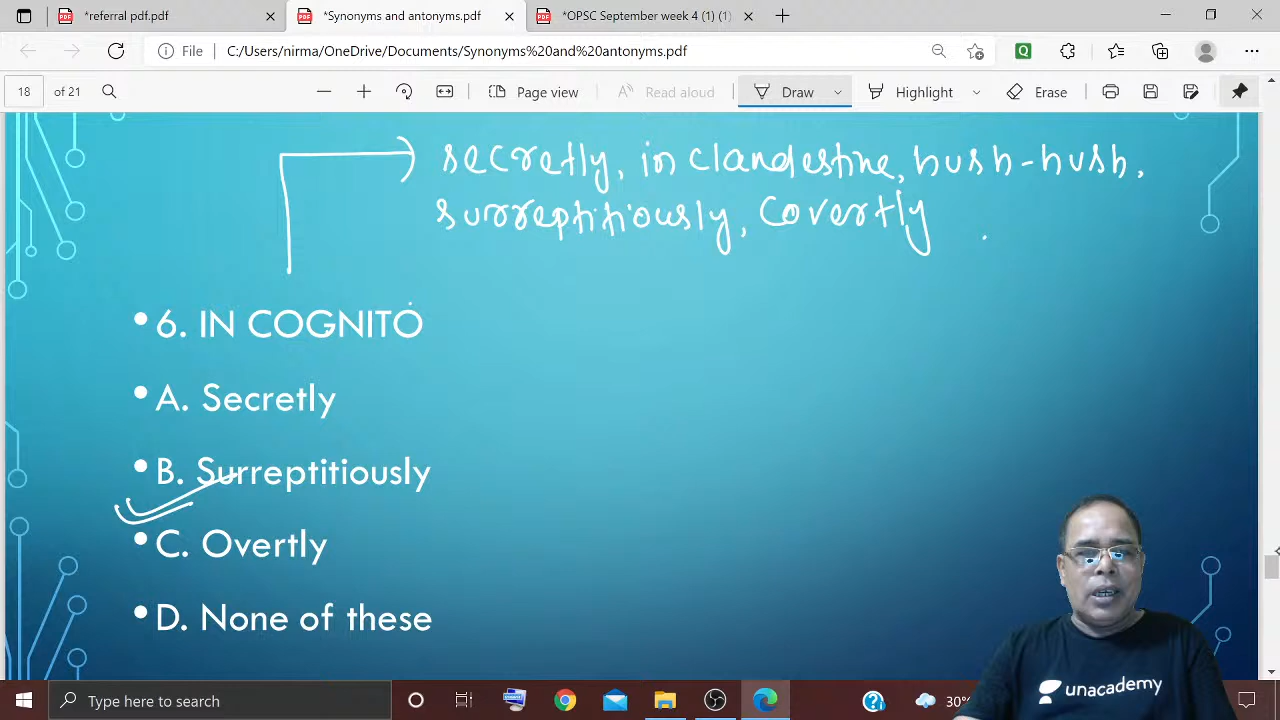 *referral pdf.pdf
*Synonyms and antonyms.pdf
*OPSC September week 4 (1) (1)
File
C:/Users/nirma/OneDrive/Documents/Synonyms%20and%20antonyms.pdf
18 of 21
Page view
Read aloud
Draw
Highlight
Erase
secretly, in clandestine, hush-hush,
surreptitiously, covertly
• 6. IN COGNITO
• A. Secretly
• B. Surreptitiously
• C. Overtly
• D. None of these
unacademy
Type here to search
30°